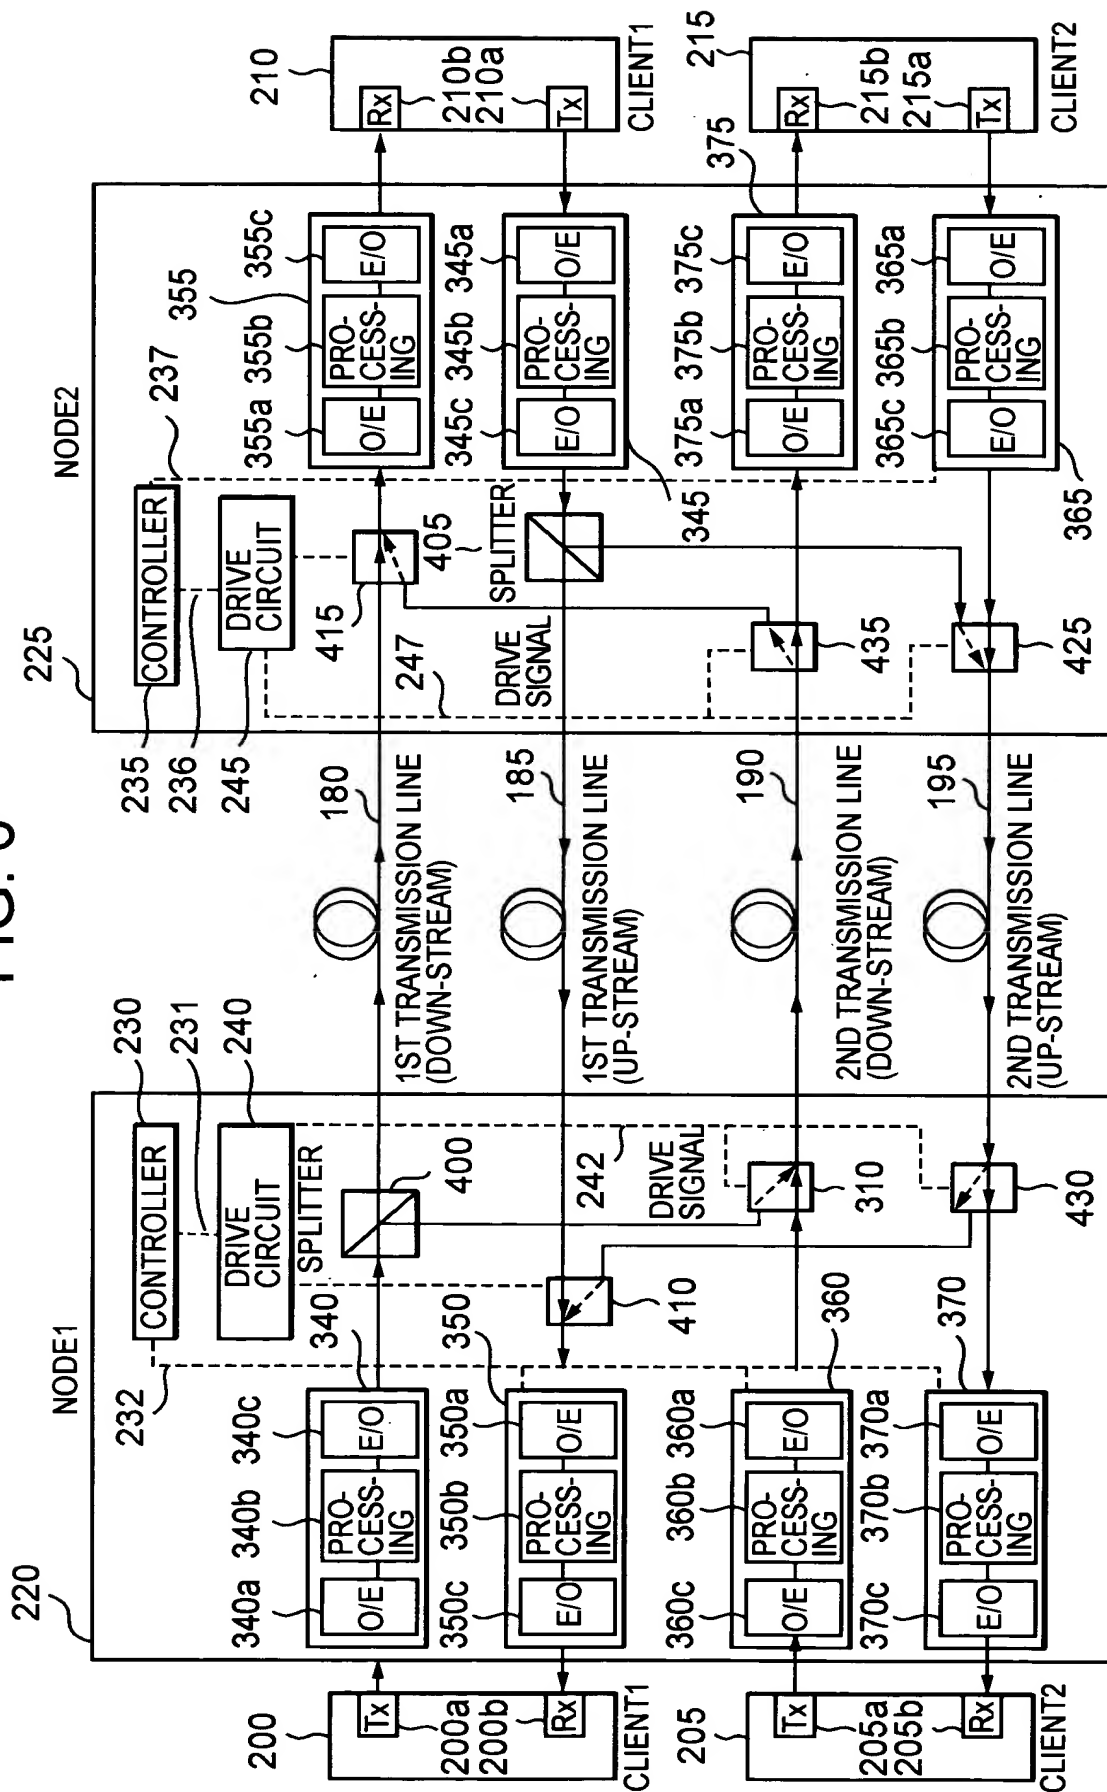 FIG.
NODE1
NODE2
220
232
230
231
240
225
235
236
245
237
CONTROLLER
DRIVE
CIRCUIT
CONTROLLER
DRIVE
CIRCUIT
200
340a
340b
340c
340
SPLITTER
400
180
247
415
355a
355b
355
355c
210
Tx
O/E
PRO-
CESS-
ING
E/O
1ST TRANSMISSION LINE
(DOWN-STREAM)
O/E
PRO-
CESS-
ING
E/O
Rx
200a
200b
210b
210a
350c
350b
350a
350
185
DRIVE
SIGNAL
SPLITTER
405
345c
345b
345a
Rx
E/O
PRO-
CESS-
ING
O/E
410
242
1ST TRANSMISSION LINE
(UP-STREAM)
E/O
PRO-
CESS-
ING
O/E
Tx
CLIENT1
CLIENT1
345
205
360c
360b
360a
360
DRIVE
SIGNAL
310
190
435
375a
375b
375c
375
215
Tx
O/E
PRO-
CESS-
ING
E/O
2ND TRANSMISSION LINE
(DOWN-STREAM)
O/E
PRO-
CESS-
ING
E/O
Rx
205a
205b
215b
215a
370c
370b
370a
370
195
365c
365b
365a
Rx
E/O
PRO-
CESS-
ING
O/E
430
2ND TRANSMISSION LINE
(UP-STREAM)
425
E/O
PRO-
CESS-
ING
O/E
Tx
CLIENT2
CLIENT2
365